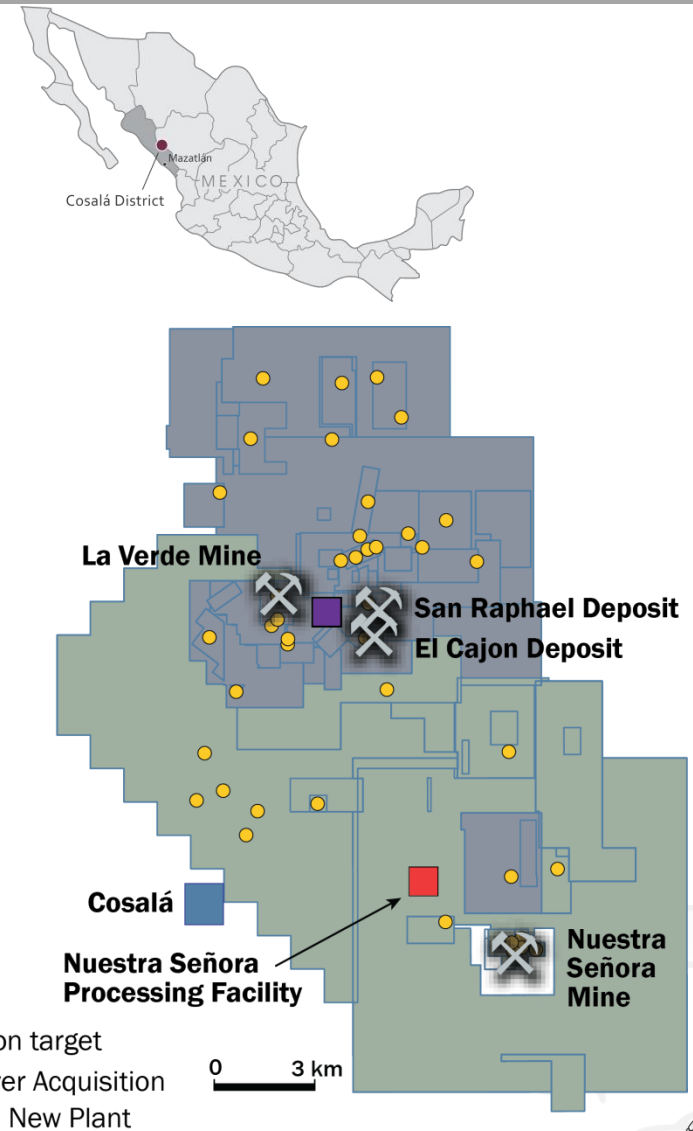 Mazatlán
MEXICO
Cosalá District
La Verde Mine
San Raphael Deposit
El Cajon Deposit
Cosalá
Nuestra Señora
Processing Facility
Nuestra
Señora
Mine
on target
er Acquisition
New Plant
0 3 km